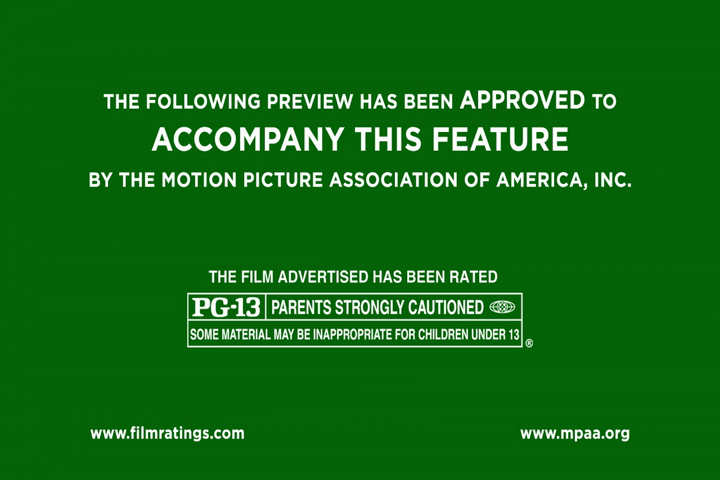 THE FOLLOWING PREVIEW HAS BEEN APPROVED TO
ACCOMPANY THIS FEATURE
BY THE MOTION PICTURE ASSOCIATION OF AMERICA, INC.
THE FILM ADVERTISED HAS BEEN RATED
PG-13 PARENTS STRONGLY CAUTIONED
SOME MATERIAL MAY BE INAPPROPRIATE FOR CHILDREN UNDER 13 ®
www.filmratings.com www.mpaa.org